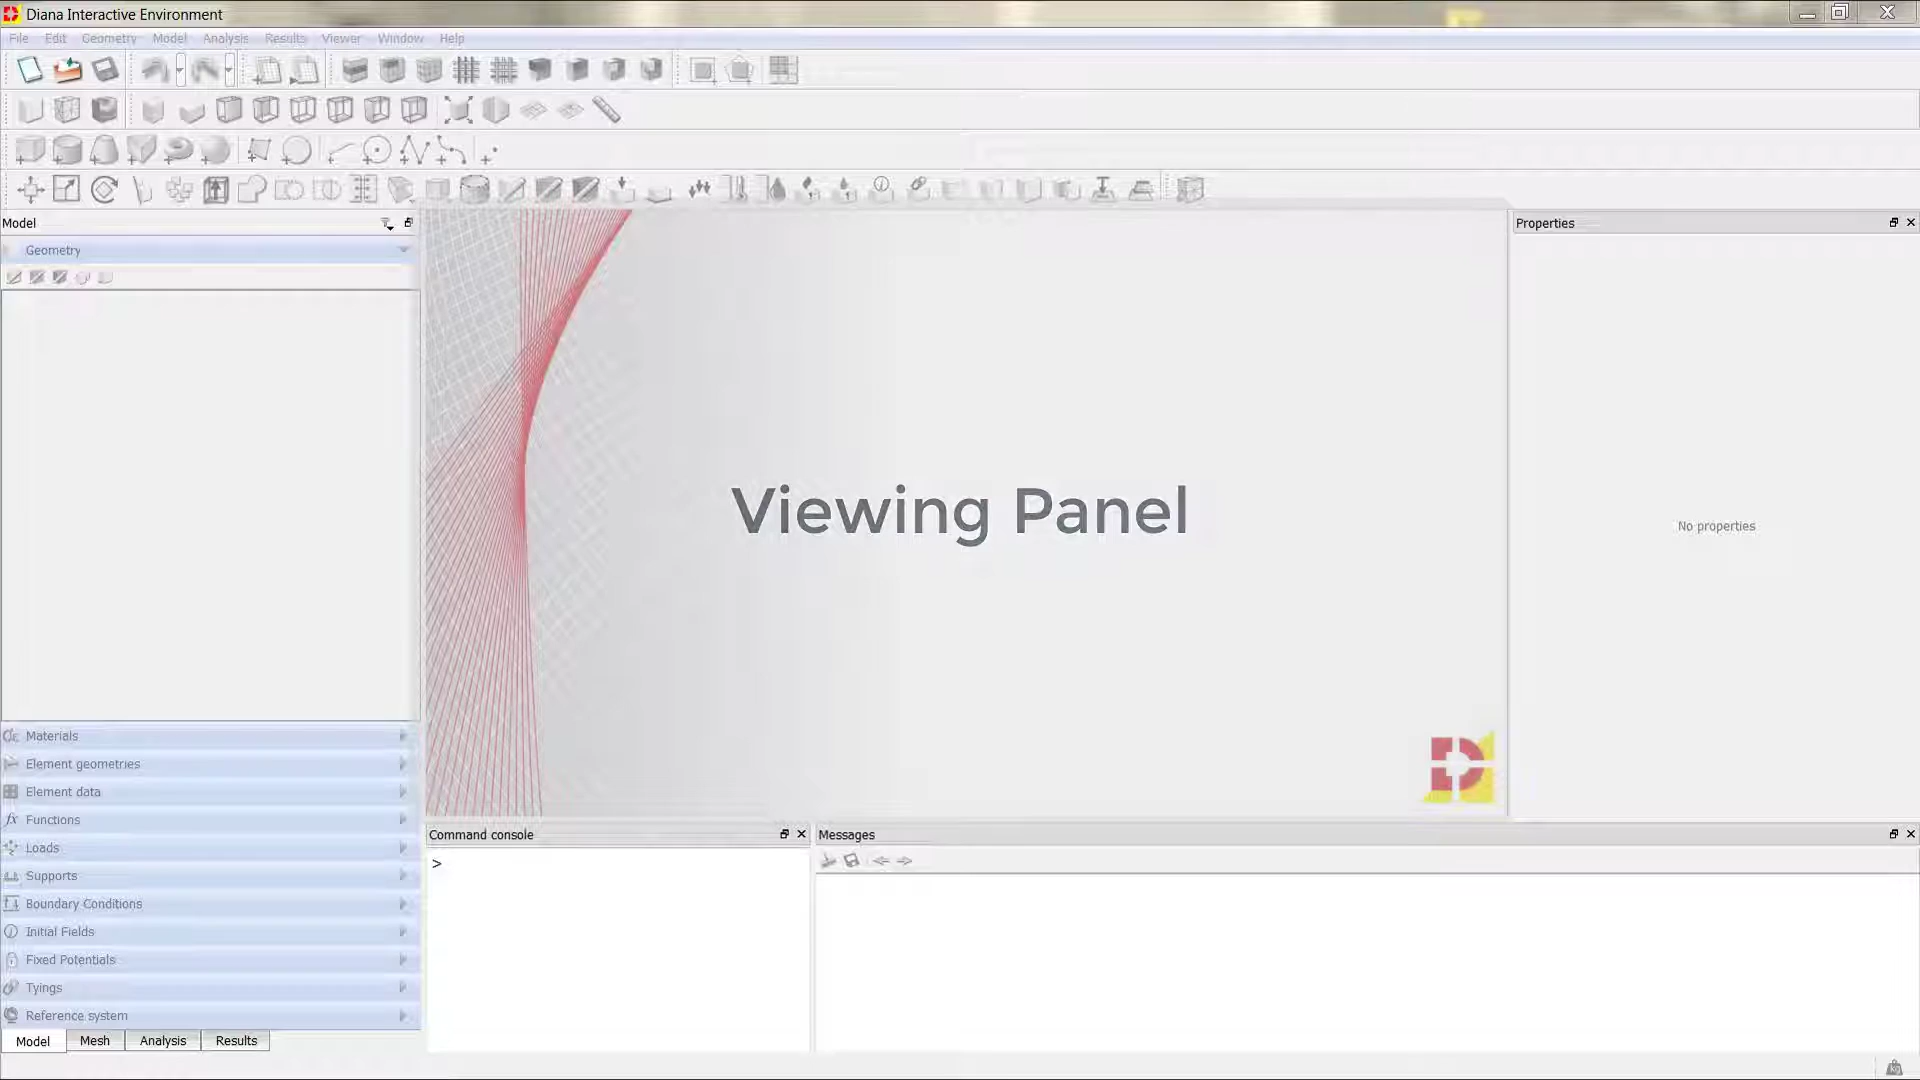 Diana Interactive Environment
File Edit Geometry Model Analysis Results Viewer Window Help
Model
Properties
Geometry
Viewing Panel
No properties
Materials
Element geometries
Element data
fx Functions
Loads
Supports
Boundary Conditions
Initial Fields
Fixed Potentials
Tyings
Reference system
Command console
Messages
>
Model Mesh Analysis Results
kg